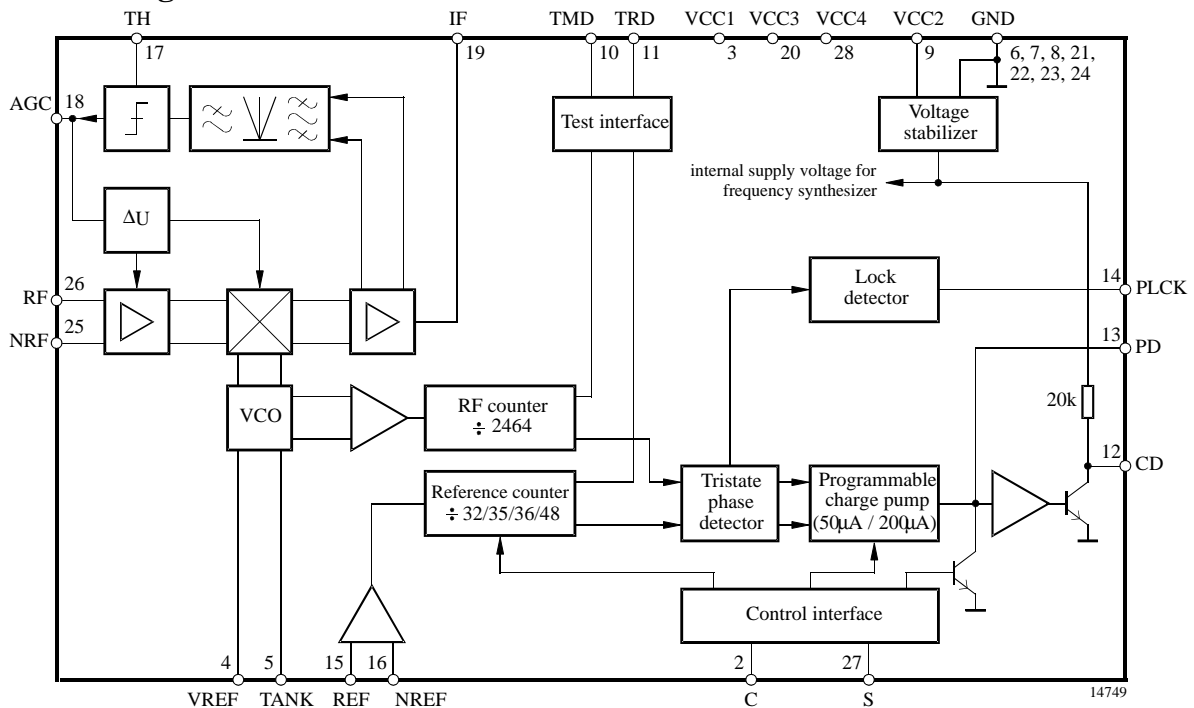 TH
IF
TMD
TRD
VCC1
VCC3
VCC4
VCC2
GND
17
19
10
11
3
20
28
9
6, 7, 8, 21,
22, 23, 24
AGC
18
Test interface
Voltage
stabilizer
internal supply voltage for
frequency synthesizer
ΔU
RF
26
NRF
25
Lock
detector
14
PLCK
13
PD
VCO
RF counter
÷ 2464
20k
12
CD
Reference counter
÷ 32/35/36/48
Tristate
phase
detector
Programmable
charge pump
(50μA / 200μA)
Control interface
4
5
15
16
2
27
VREF
TANK
REF
NREF
C
S
14749